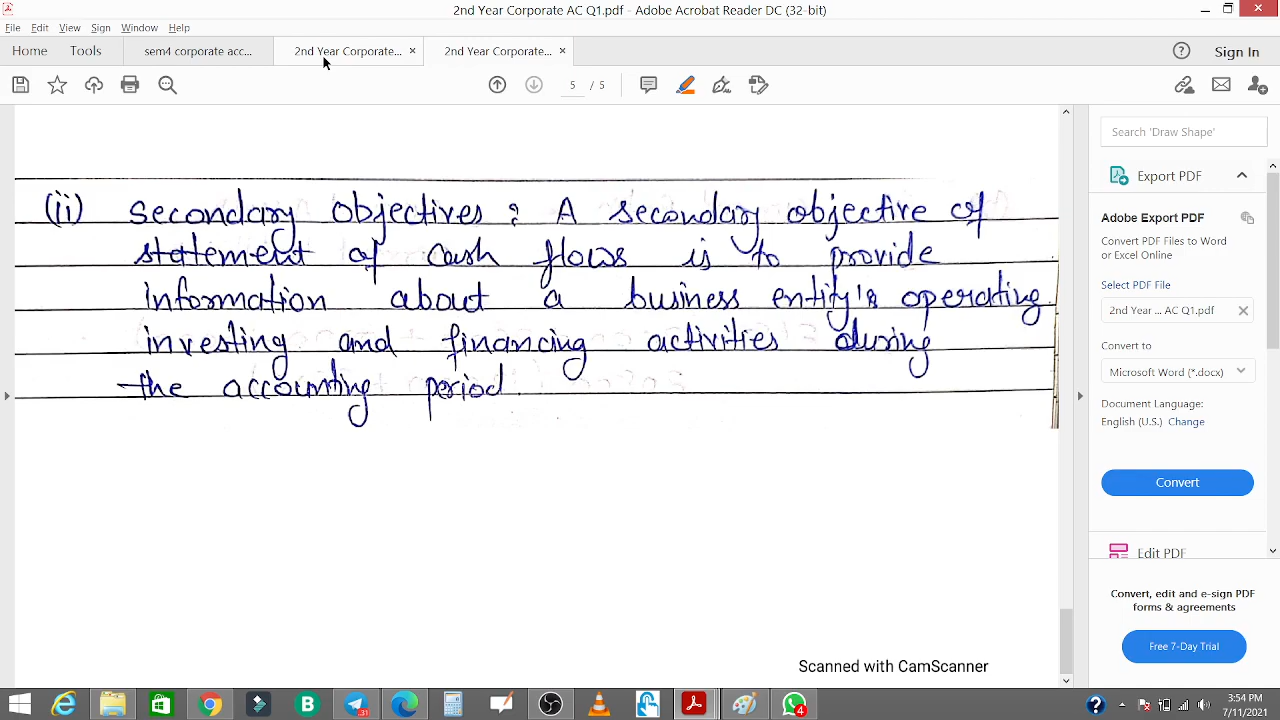 2nd Year Corporate AC Q1.pdf - Adobe Acrobat Reader DC (32-bit)
File Edit View Sign Window Help
Home Tools sem4 corporate acc... 2nd Year Corporate... × 2nd Year Corporate... × Sign In
5 / 5
(ii) Secondary objectives : A secondary objective of
statement of cash flows is to provide
information about a business entity's operating
investing and financing activities during
the accounting period.
Scanned with CamScanner
Search 'Draw Shape'
Export PDF
Adobe Export PDF
Convert PDF Files to Word
or Excel Online
Select PDF File
2nd Year ... AC Q1.pdf
Convert to
Microsoft Word (*.docx)
Document Language:
English (U.S.) Change
Convert
Edit PDF
Convert, edit and e-sign PDF
forms & agreements
Free 7-Day Trial
31
4
3:54 PM
7/11/2021